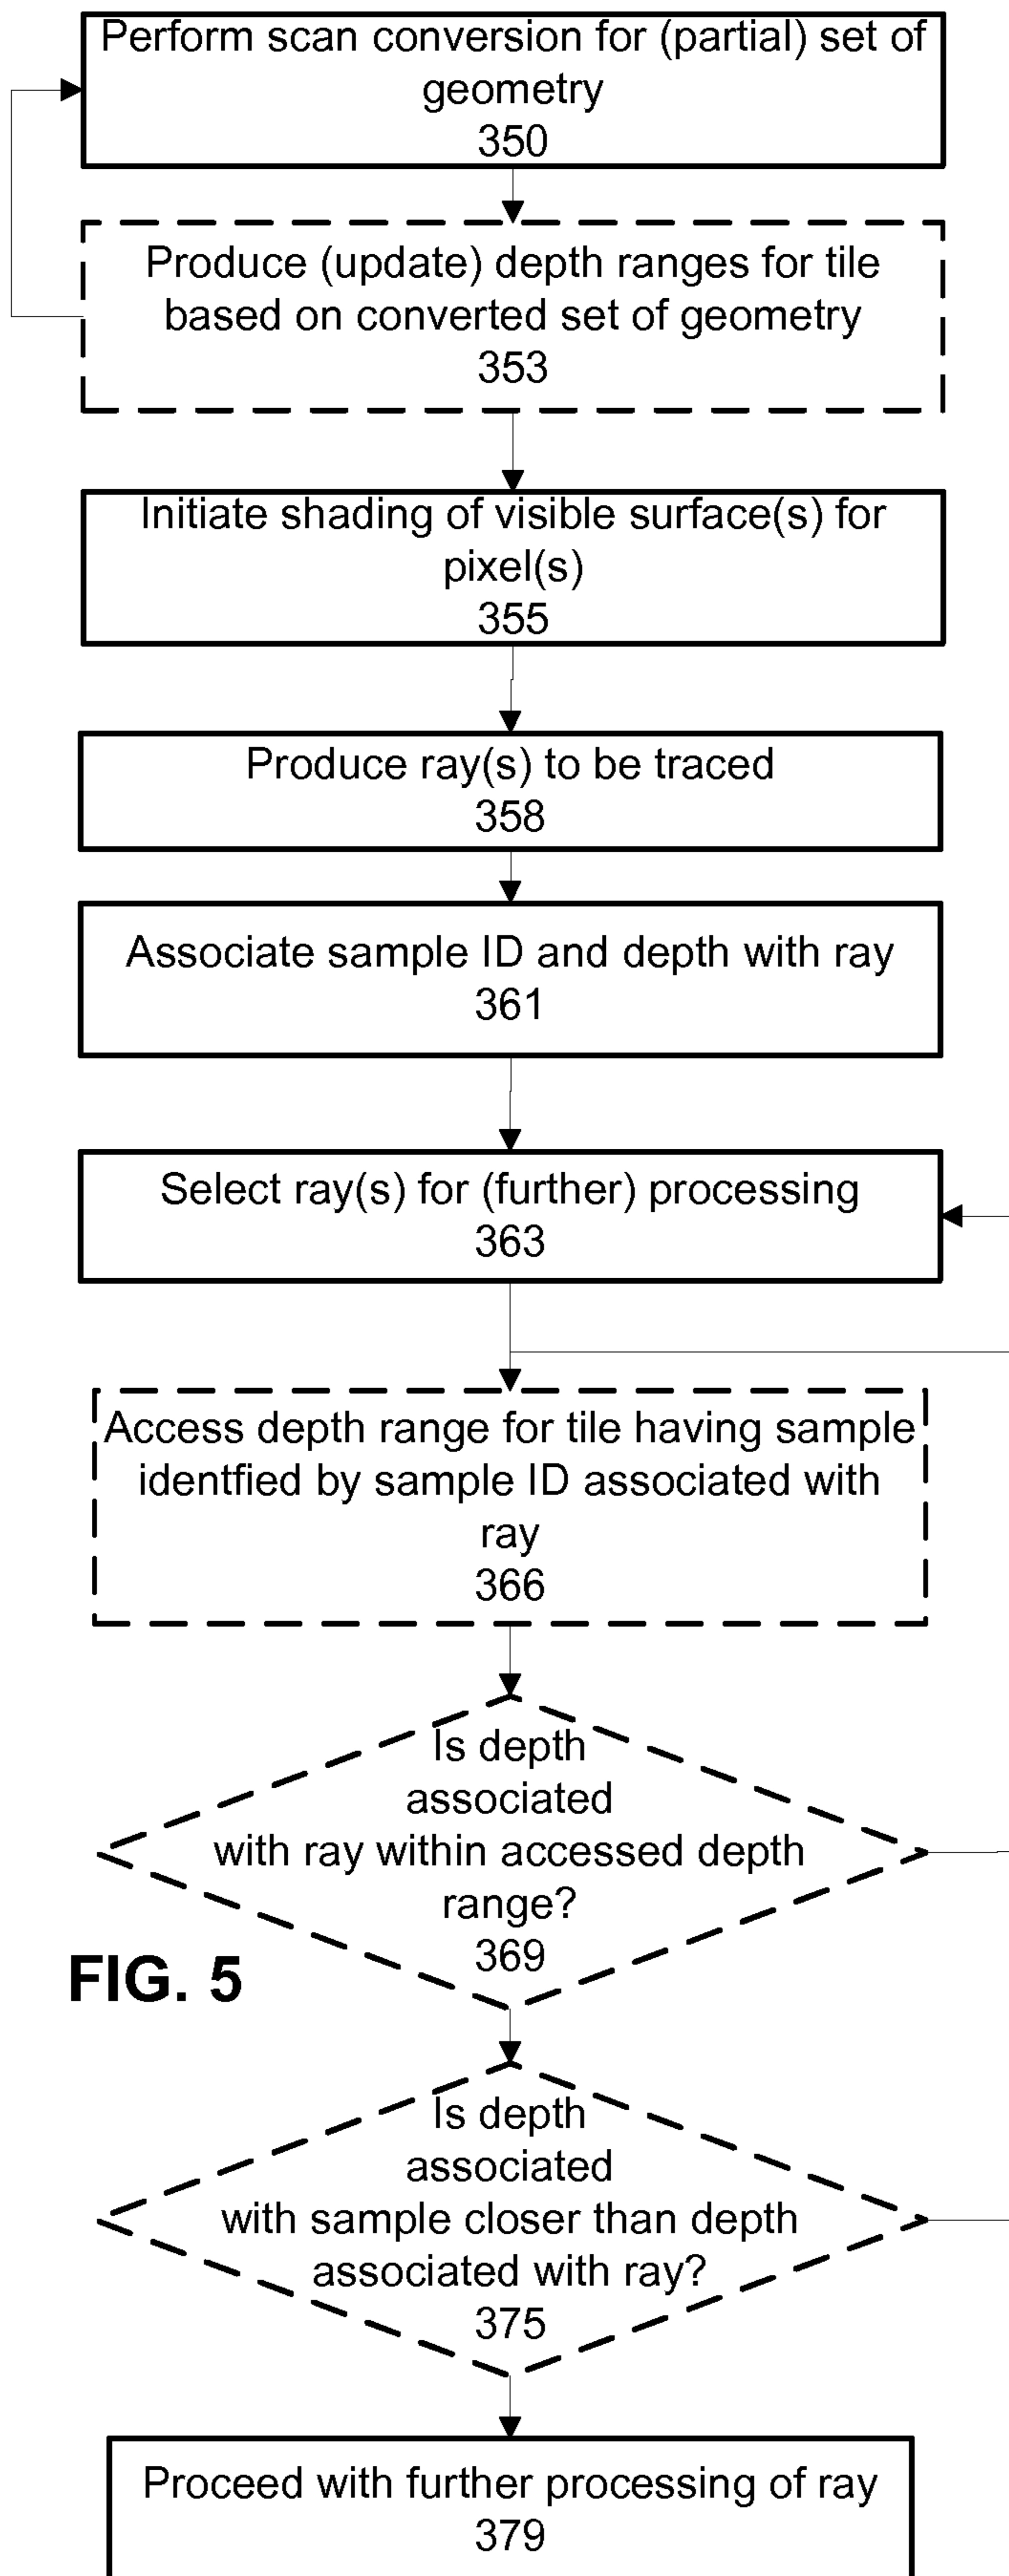 Perform scan conversion for (partial) set of
geometry
350
Produce (update) depth ranges for tile
based on converted set of geometry
353
Initiate shading of visible surface(s) for
pixel(s)
355
Produce ray(s) to be traced
358
Associate sample ID and depth with ray
361
Select ray(s) for (further) processing
363
Access depth range for tile having sample
identfied by sample ID associated with
ray
366
Is depth
associated
with ray within accessed depth
range?
369
FIG. 5
Is depth
associated
with sample closer than depth
associated with ray?
375
Proceed with further processing of ray
379